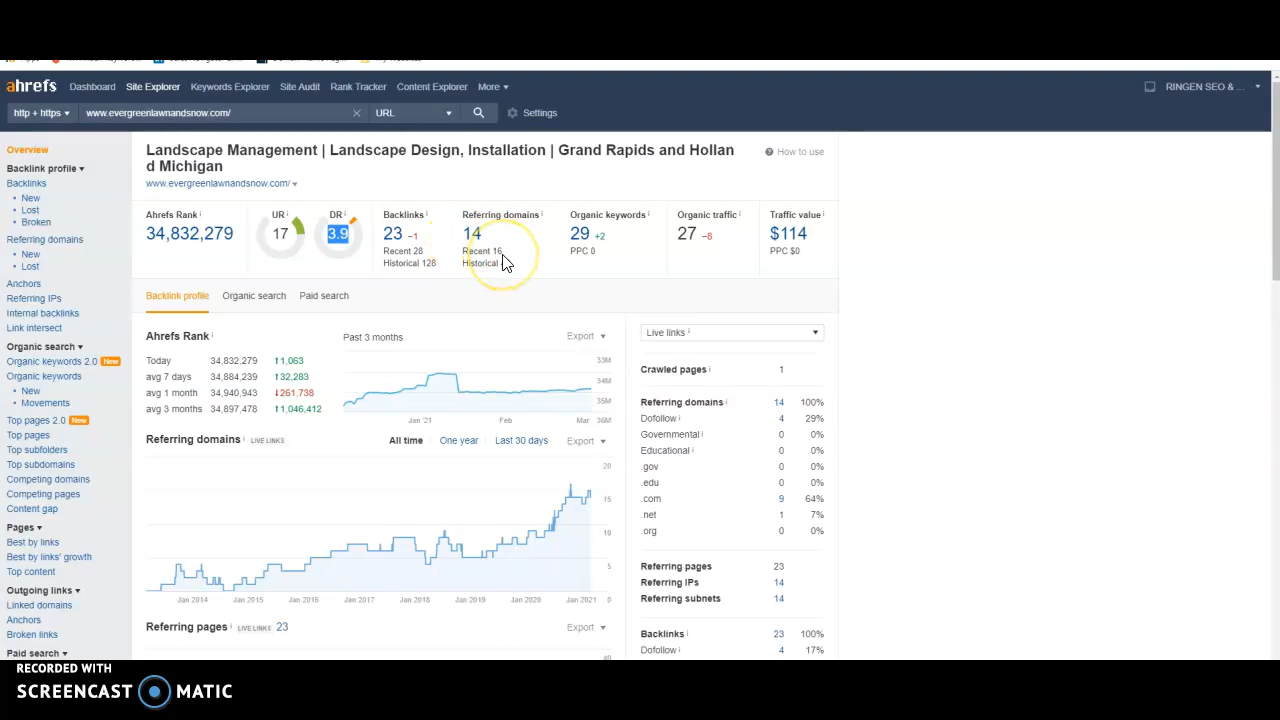 ahrefs Dashboard Site Explorer Keywords Explorer Site Audit Rank Tracker Content Explorer More RINGEN SEO & ...
http + https www.evergreenlawnandsnow.com/ URL Settings
Overview
Backlink profile
Backlinks
New
Lost
Broken
Referring domains
New
Lost
Anchors
Referring IPs
Internal backlinks
Link intersect
Organic search
Organic keywords 2.0 New
Organic keywords
New
Movements
Top pages 2.0 New
Top pages
Top subfolders
Top subdomains
Competing domains
Competing pages
Content gap
Pages
Best by links
Best by links' growth
Top content
Outgoing links
Linked domains
Anchors
Broken links
Paid search
Landscape Management | Landscape Design, Installation | Grand Rapids and Hollan
d Michigan
How to use
www.evergreenlawnandsnow.com/
Ahrefs Rank UR DR Backlinks Referring domains Organic keywords Organic traffic Traffic value
34,832,279 17 3.9 23 −1 14 29 +2 27 −8 $114
Recent 28 Recent 16 PPC 0 PPC $0
Historical 128 Historical
Backlink profile Organic search Paid search
Ahrefs Rank Past 3 months Export
Today 34,832,279 ↑1,063
avg 7 days 34,884,239 ↑32,283
avg 1 month 34,940,943 ↓261,738
avg 3 months 34,897,478 ↑1,046,412
33M
34M
35M
36M
Jan '21 Feb Mar
Referring domains LIVE LINKS All time One year Last 30 days Export
20
15
10
5
0
Jan 2014 Jan 2015 Jan 2016 Jan 2017 Jan 2018 Jan 2019 Jan 2020 Jan 2021
Referring pages LIVE LINKS 23 Export
40
Live links
Crawled pages 1
Referring domains 14 100%
Dofollow 4 29%
Governmental 0 0%
Educational 0 0%
.gov 0 0%
.edu 0 0%
.com 9 64%
.net 1 7%
.org 0 0%
Referring pages 23
Referring IPs 14
Referring subnets 14
Backlinks 23 100%
Dofollow 4 17%
RECORDED WITH
SCREENCAST MATIC